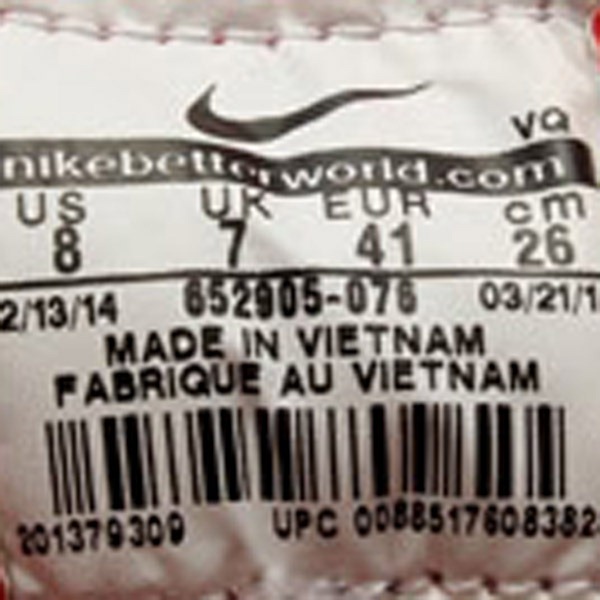 VQ
nikebetterworld.com
US UK EUR cm
8 7 41 26
2/13/14 652905-076 03/21/1
MADE IN VIETNAM
FABRIQUE AU VIETNAM
201379309 UPC 0088517608382